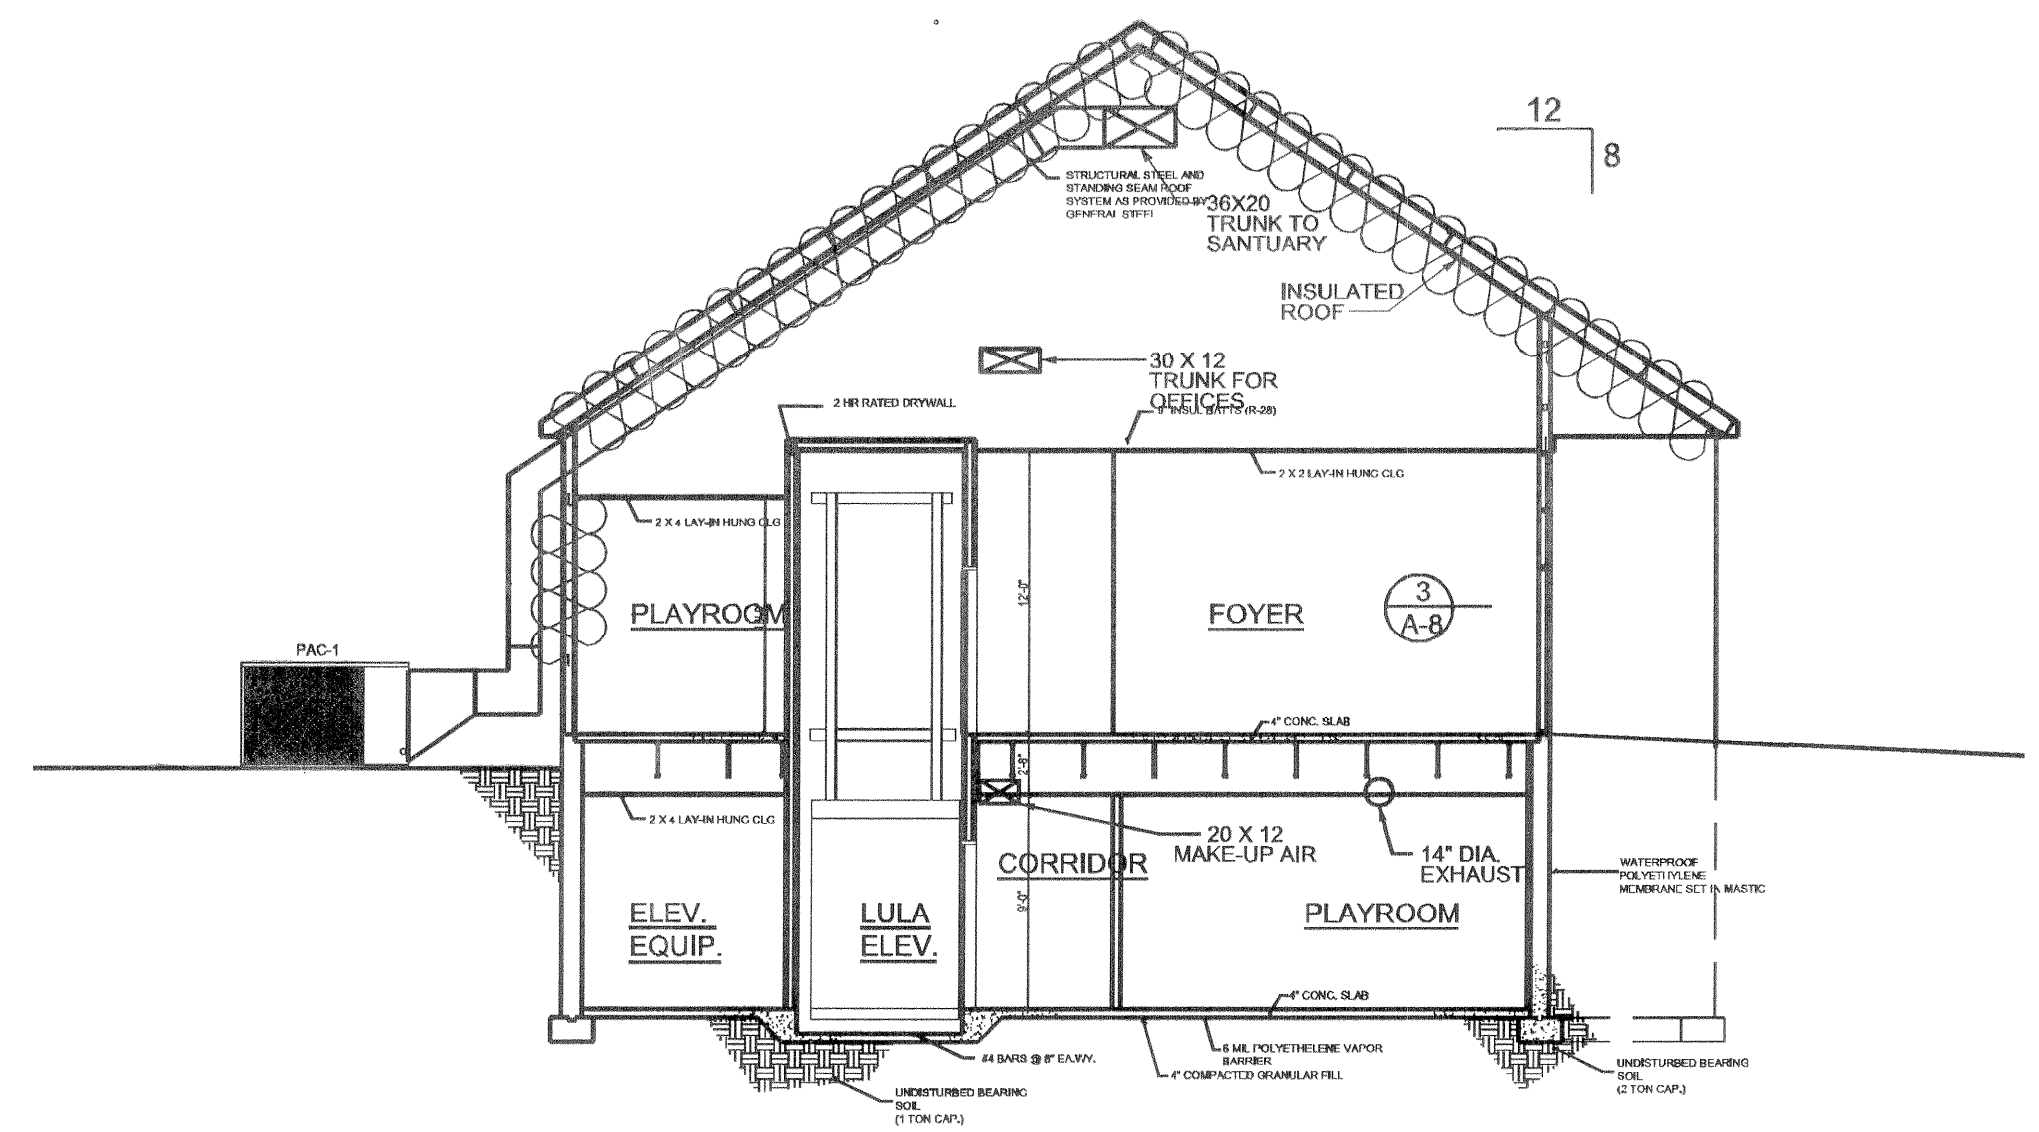 12
8
STRUCTURAL STEEL AND
STANDING SEAM ROOF
SYSTEM AS PROVIDED BY
GENERAL STEEL
36X20
TRUNK TO
SANTUARY
INSULATED
ROOF
30 X 12
TRUNK FOR
OFFICES
9" INSUL BATTS (R-28)
2 HR RATED DRYWALL
2 X 2 LAY-IN HUNG CLG
2 X 4 LAY-IN HUNG CLG
12'-0"
3
A-8
PLAYROOM
FOYER
PAC-1
4" CONC. SLAB
2'-8"
2 X 4 LAY-IN HUNG CLG
20 X 12
MAKE-UP AIR
14" DIA.
EXHAUST
CORRIDOR
WATERPROOF
POLYETHYLENE
MEMBRANE SET IN MASTIC
9'-0"
ELEV.
EQUIP.
LULA
ELEV.
PLAYROOM
4" CONC. SLAB
#4 BARS @ 8" EA.WY.
6 MIL POLYETHELENE VAPOR
BARRIER
4" COMPACTED GRANULAR FILL
UNDISTURBED BEARING
SOIL
(2 TON CAP.)
UNDISTURBED BEARING
SOIL
(1 TON CAP.)